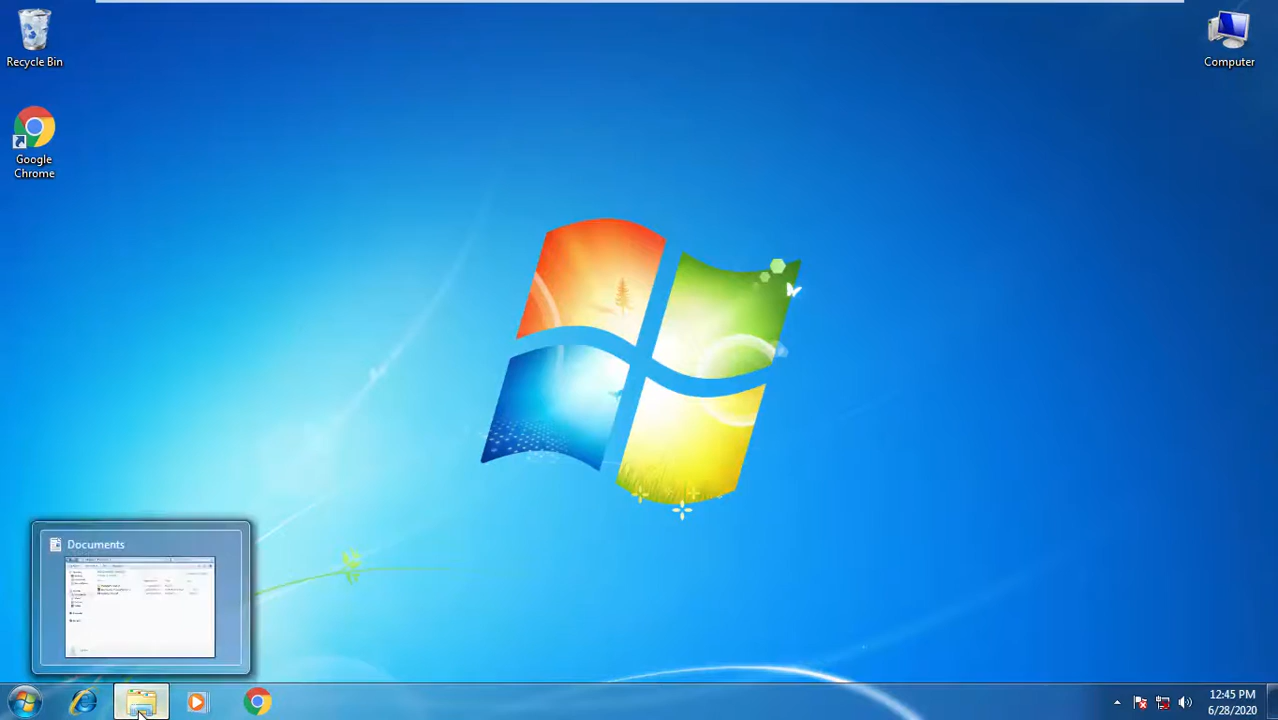 Recycle Bin
Computer
Google
Chrome
Documents
12:45 PM
6/28/2020